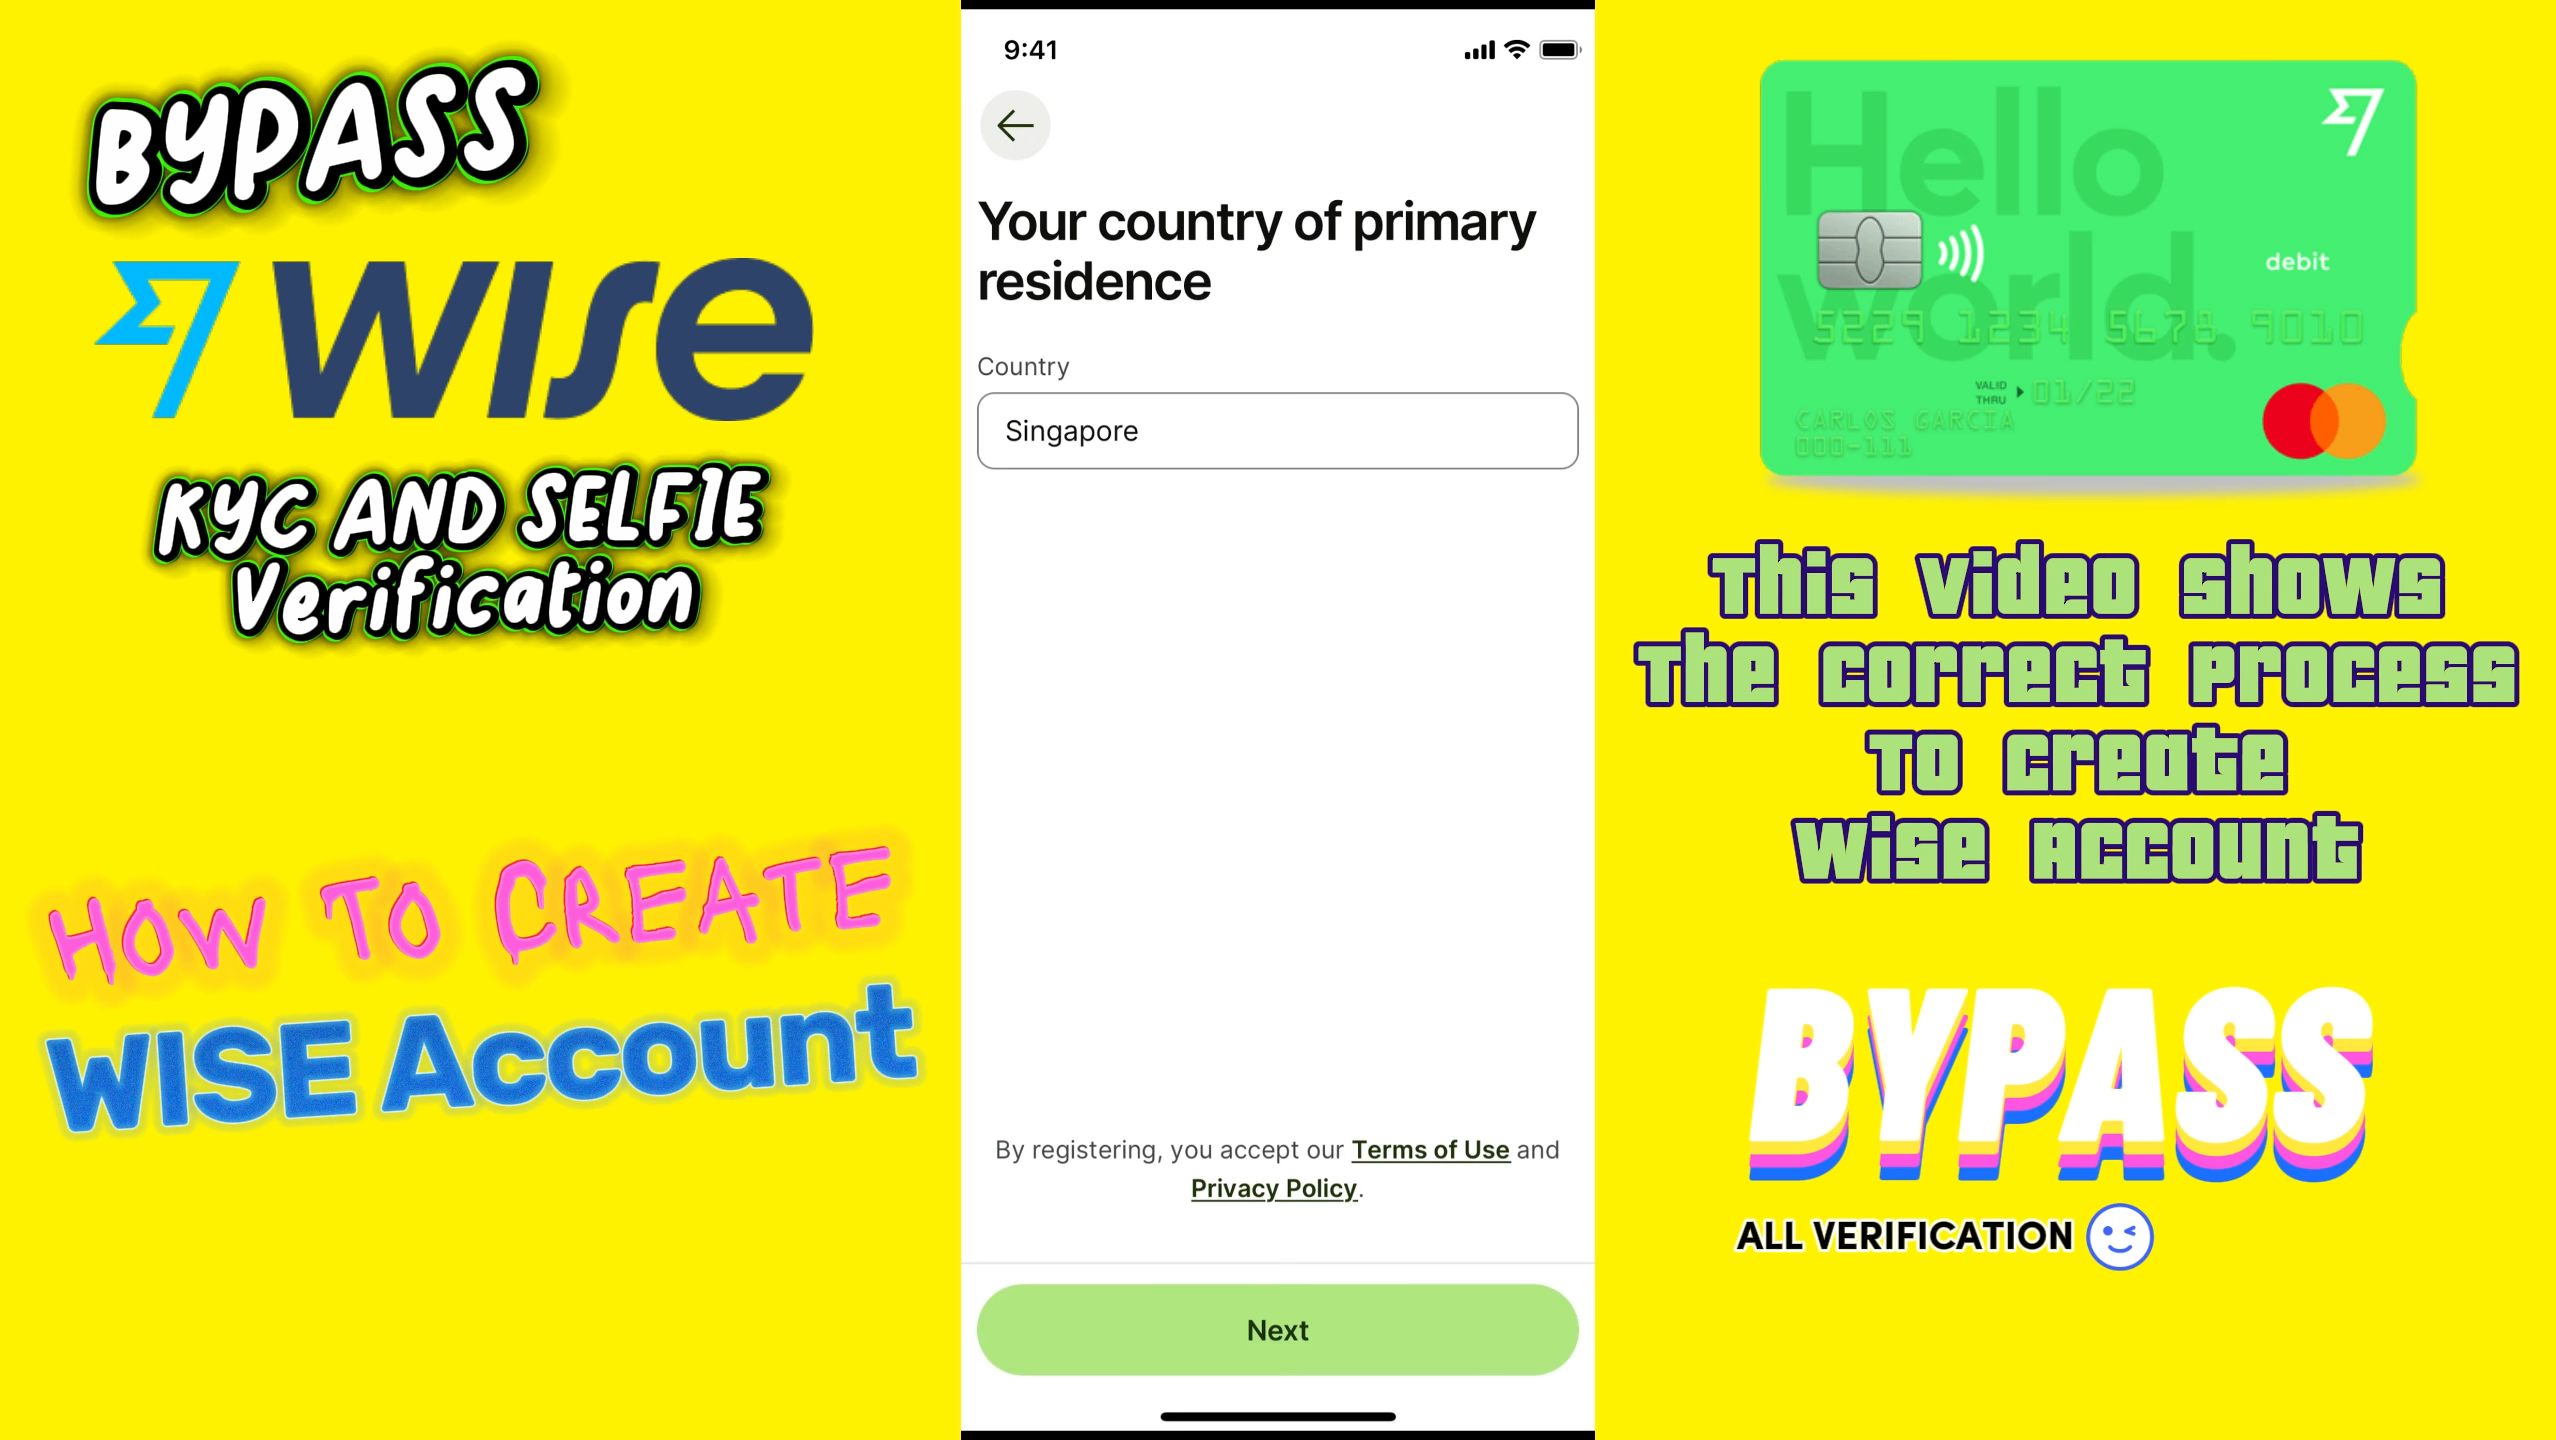 BYPASS
WISE
KYC AND SELFIE
Verification
HOW TO CREATE
WISE Account
9:41
Your country of primary
residence
Country
Singapore
By registering, you accept our Terms of Use and
Privacy Policy.
Next
Hello
world.
debit
5229 1234 5678 9010
VALID
THRU
01/22
CARLOS GARCIA
000-111
This Video Shows
The Correct Process
To Create
Wise Account
BYPASS
ALL VERIFICATION